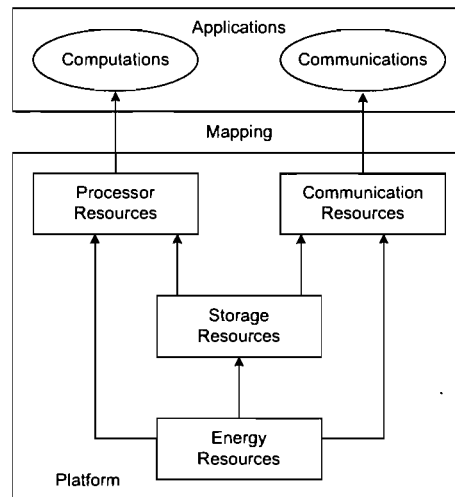 Applications
Computations
Communications
Mapping
Processor
Resources
Communication
Resources
Storage
Resources
Energy
Resources
Platform